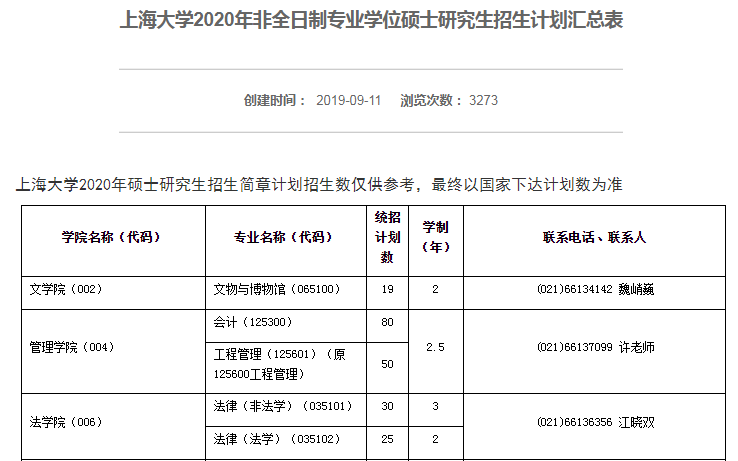 上海大学2020年非全日制专业学位硕士研究生招生计划汇总表
创建时间： 2019-09-11 浏览次数：3273
上海大学2020年硕士研究生招生简章计划招生数仅供参考，最终以国家下达计划数为准
学院名称（代码） 专业名称（代码） 统招计划数 学制（年） 联系电话、联系人
文学院（002） 文物与博物馆（065100） 19 2 (021)66134142 魏峭巍
管理学院（004） 会计（125300） 80 2.5 (021)66137099 许老师
工程管理（125601）（原
125600工程管理） 50
法学院（006） 法律（非法学）（035101） 30 3 (021)66136356 江晓双
法律（法学）（035102） 25 2